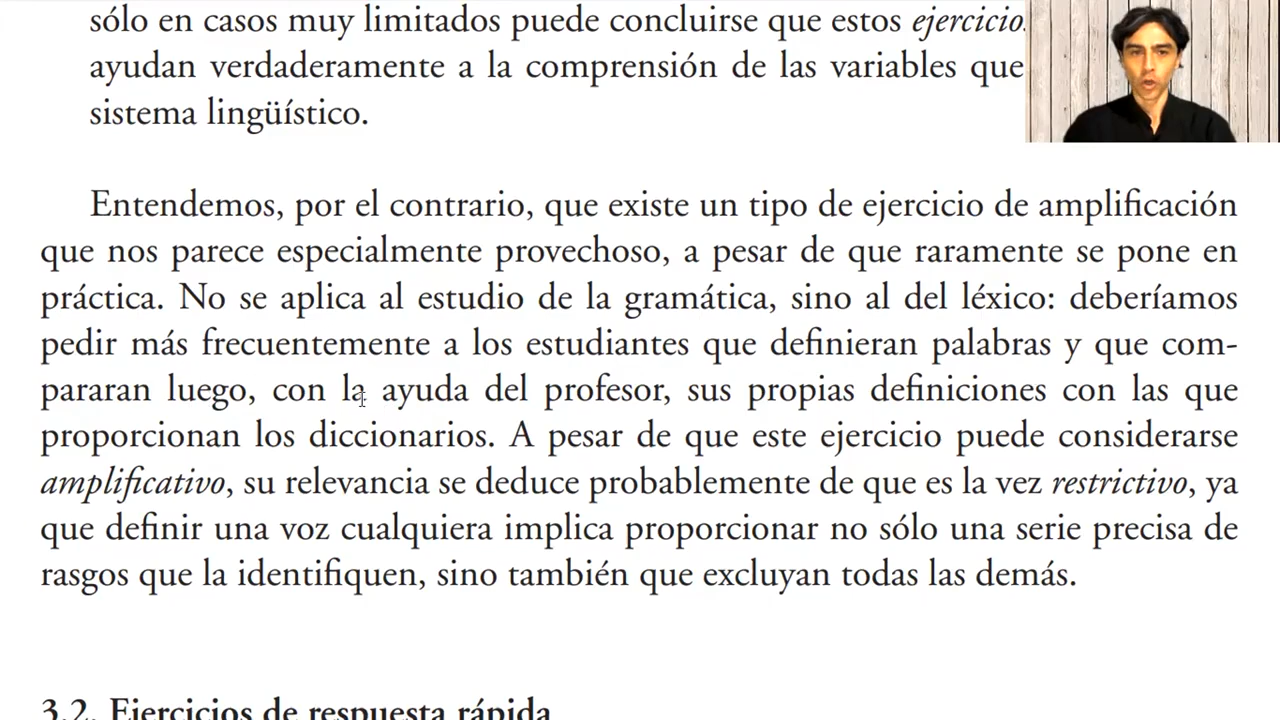 sólo en casos muy limitados puede concluirse que estos
ayudan verdaderamente a la comprensión de las variables que
sistema lingüístico.
Entendemos, por el contrario, que existe un tipo de ejercicio de amplificación
que nos parece especialmente provechoso, a pesar de que raramente se pone en
práctica. No se aplica al estudio de la gramática, sino al del léxico: deberíamos
pedir más frecuentemente a los estudiantes que definieran palabras y que com-
pararan luego, con la ayuda del profesor, sus propias definiciones con las que
proporcionan los diccionarios. A pesar de que este ejercicio puede considerarse
amplificativo, su relevancia se deduce probablemente de que es la vez restrictivo, ya
que definir una voz cualquiera implica proporcionar no sólo una serie precisa de
rasgos que la identifiquen, sino también que excluyan todas las demás.
3.2. Ejercicios de respuesta rápida